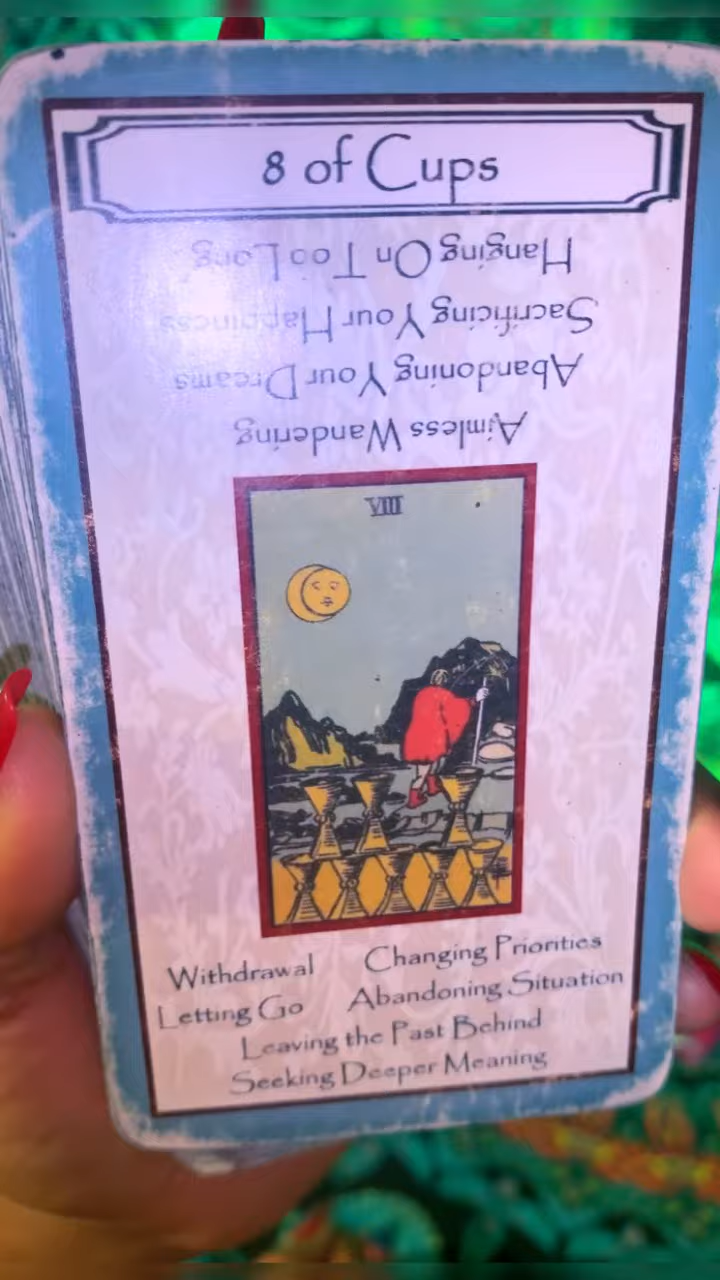 8 of Cups
Hanging On Too Long
Sacrificing Your Happiness
Abandoning Your Dreams
Aimless Wandering
VIII
Withdrawal Changing Priorities
Letting Go Abandoning Situation
Leaving the Past Behind
Seeking Deeper Meaning